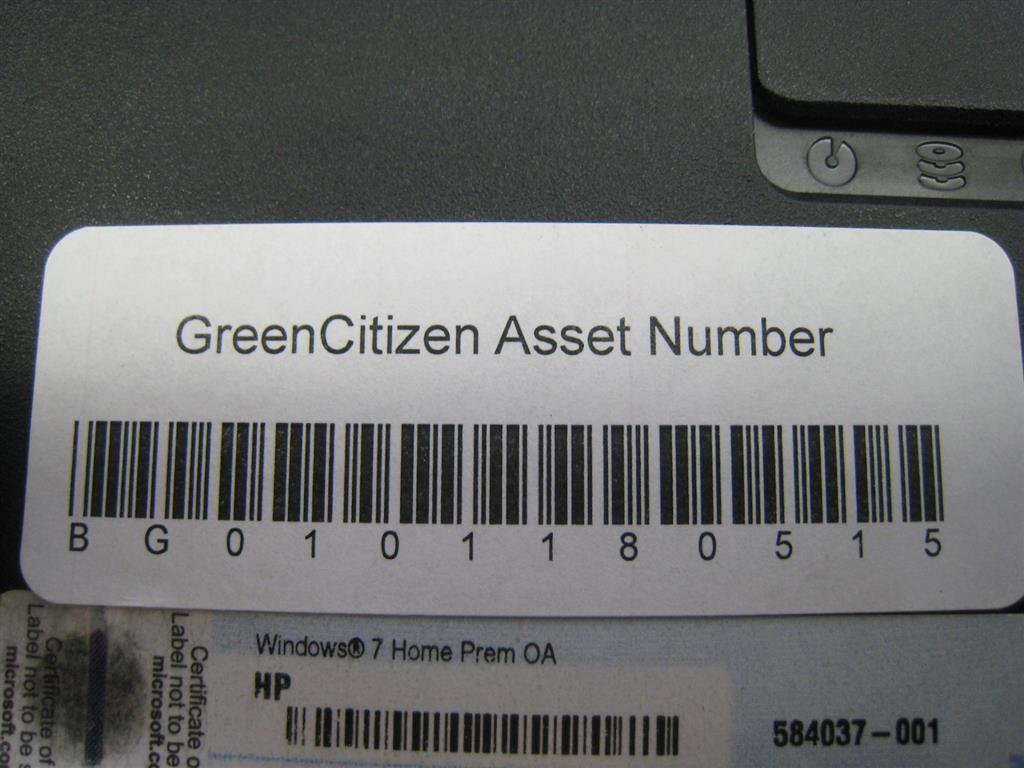 GreenCitizen Asset Number
BG0101180515
Windows® 7 Home Prem OA
HP
584037-001
Certificate of
Label not to be
microsoft.co
Certificate o
Label not to be
microsoft.c